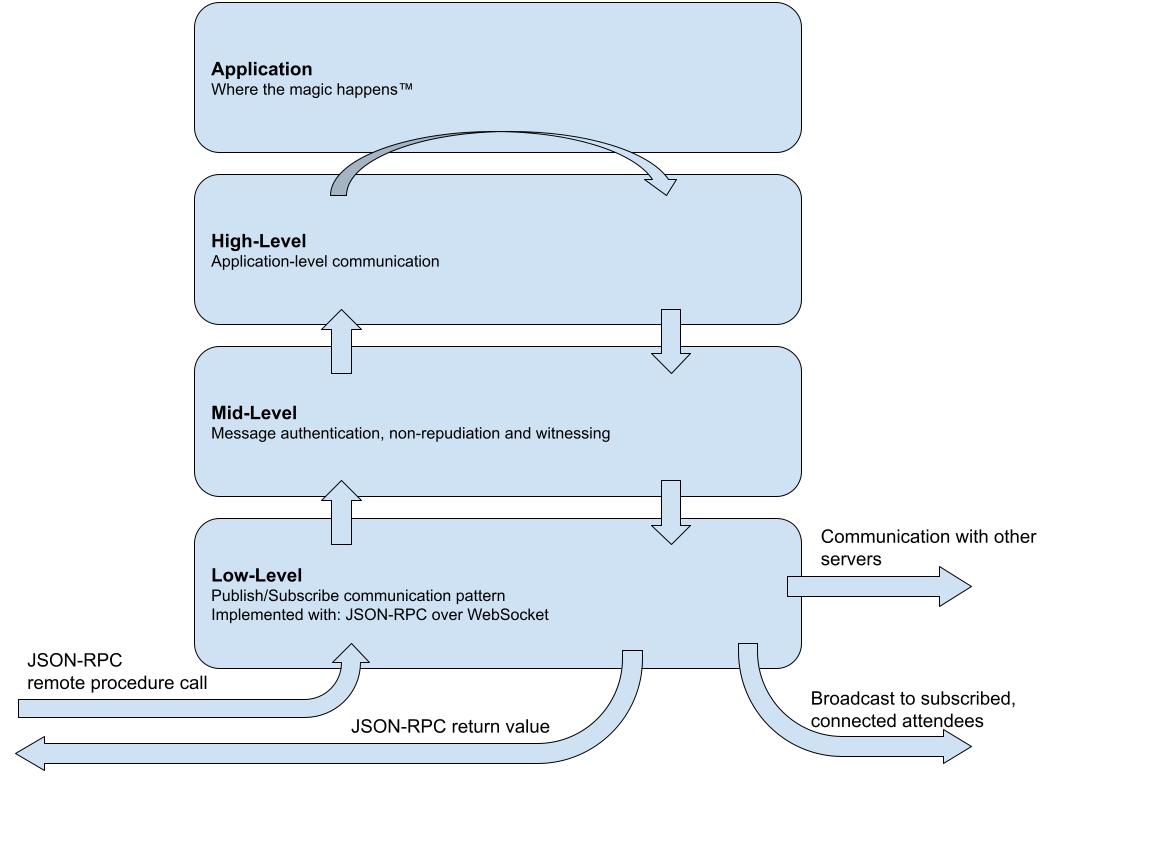 Application
Where the magic happens™
High-Level
Application-level communication
Mid-Level
Message authentication, non-repudiation and witnessing
Communication with other
servers
Low-Level
Publish/Subscribe communication pattern
Implemented with: JSON-RPC over WebSocket
JSON-RPC
remote procedure call
JSON-RPC return value
Broadcast to subscribed,
connected attendees